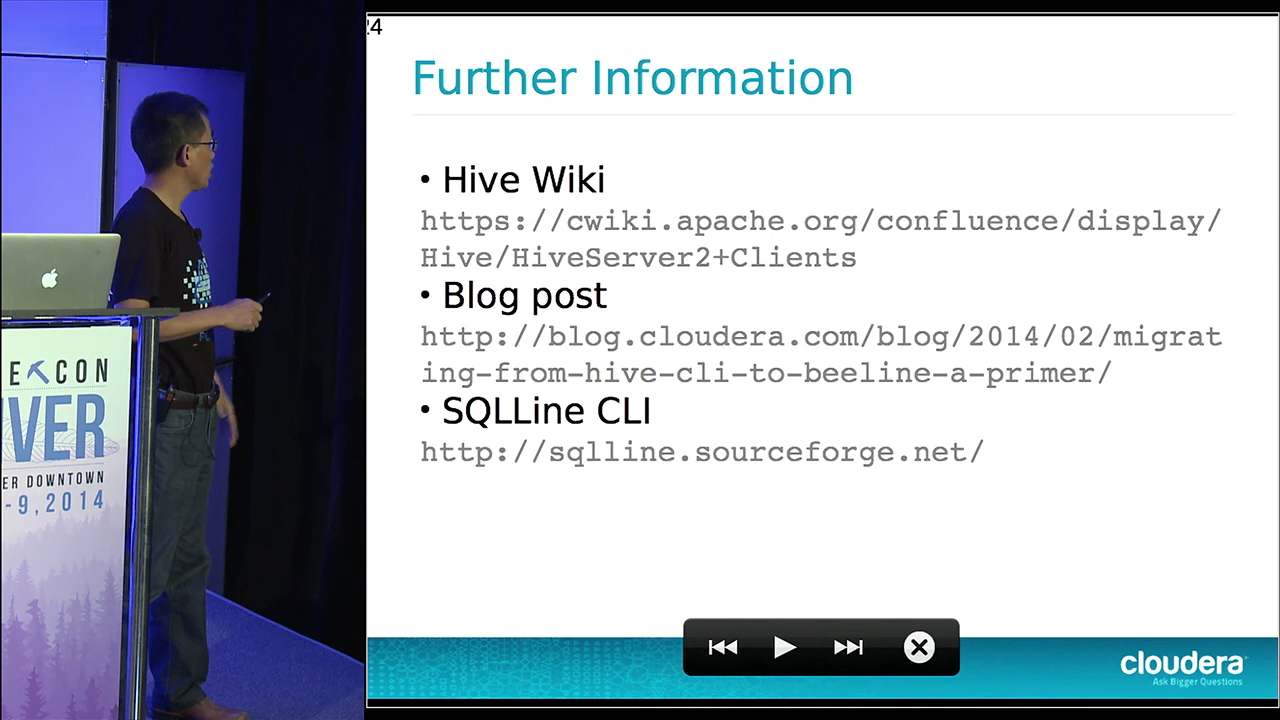 24
Further Information
• Hive Wiki
https://cwiki.apache.org/confluence/display/
Hive/HiveServer2+Clients
• Blog post
http://blog.cloudera.com/blog/2014/02/migrat
ing-from-hive-cli-to-beeline-a-primer/
• SQLLine CLI
http://sqlline.sourceforge.net/
cloudera
Ask Bigger Questions
E CON
VER
ER DOWNTOWN
-9, 2014